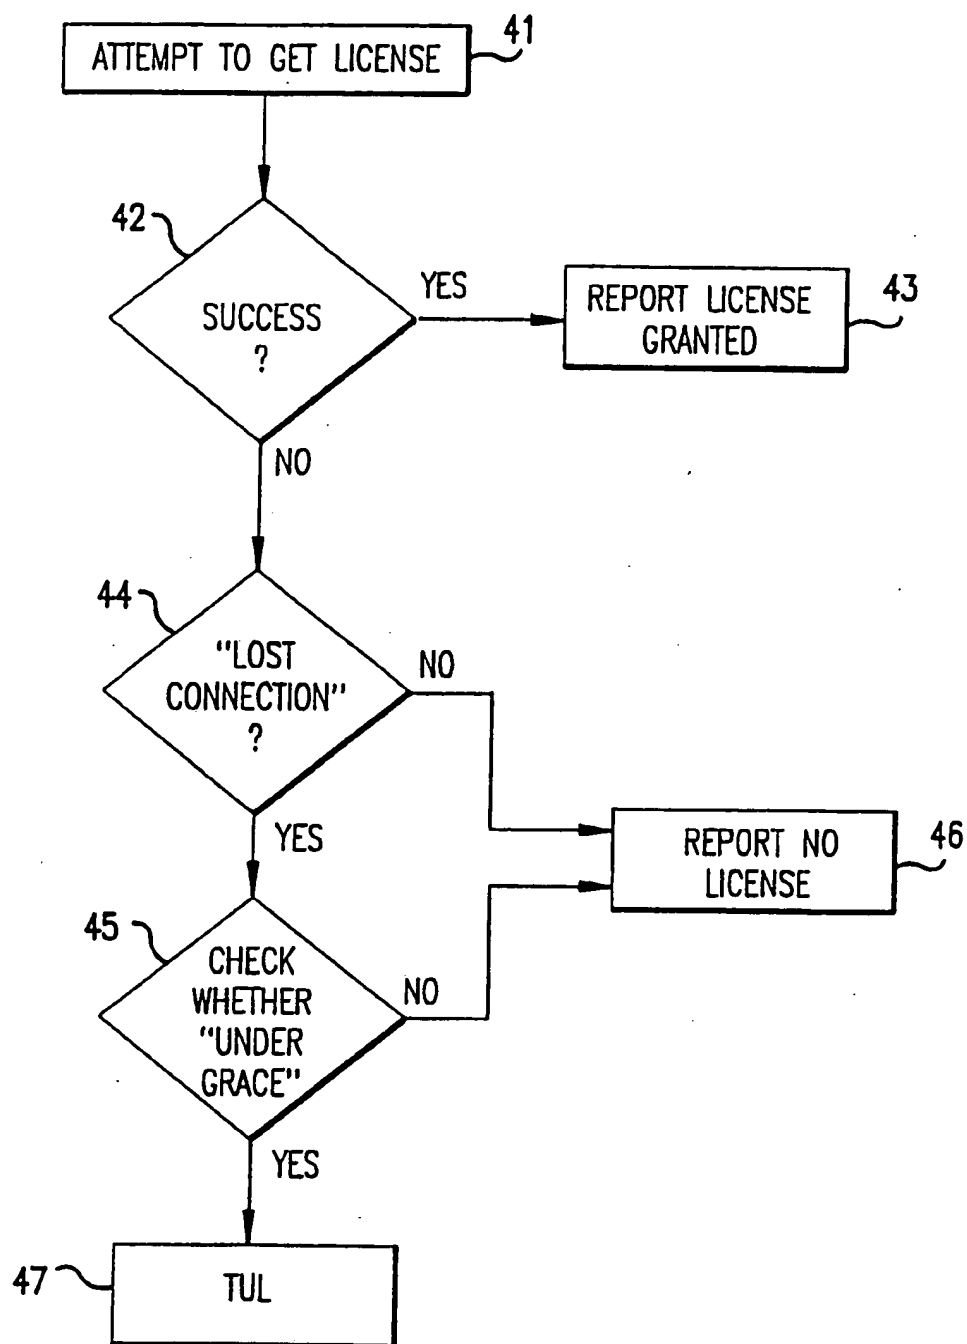 ATTEMPT TO GET LICENSE
41
42
SUCCESS
?
YES
REPORT LICENSE
GRANTED
43
NO
44
"LOST
CONNECTION"
?
NO
YES
REPORT NO
LICENSE
46
45
CHECK
WHETHER
"UNDER
GRACE"
NO
YES
47
TUL